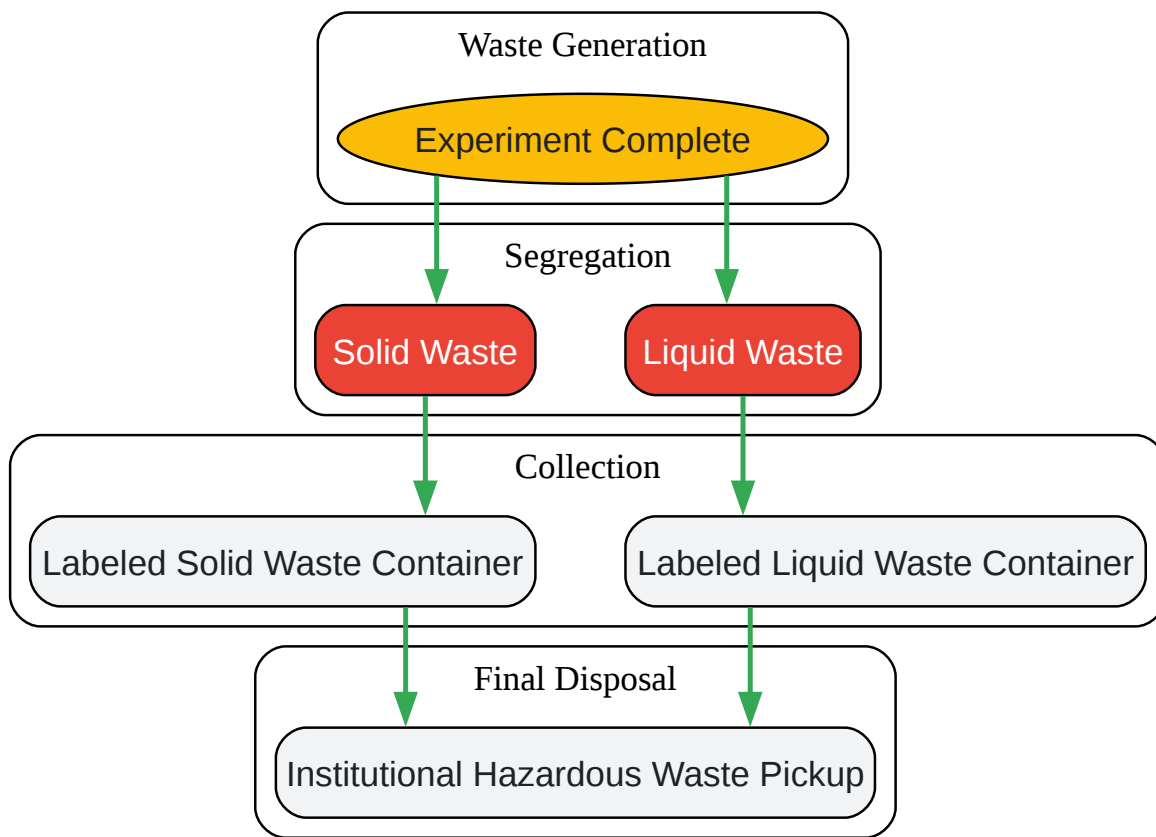 Waste Generation
Experiment Complete
Segregation
Solid Waste
Liquid Waste
Collection
Labeled Solid Waste Container
Labeled Liquid Waste Container
Final Disposal
Institutional Hazardous Waste Pickup